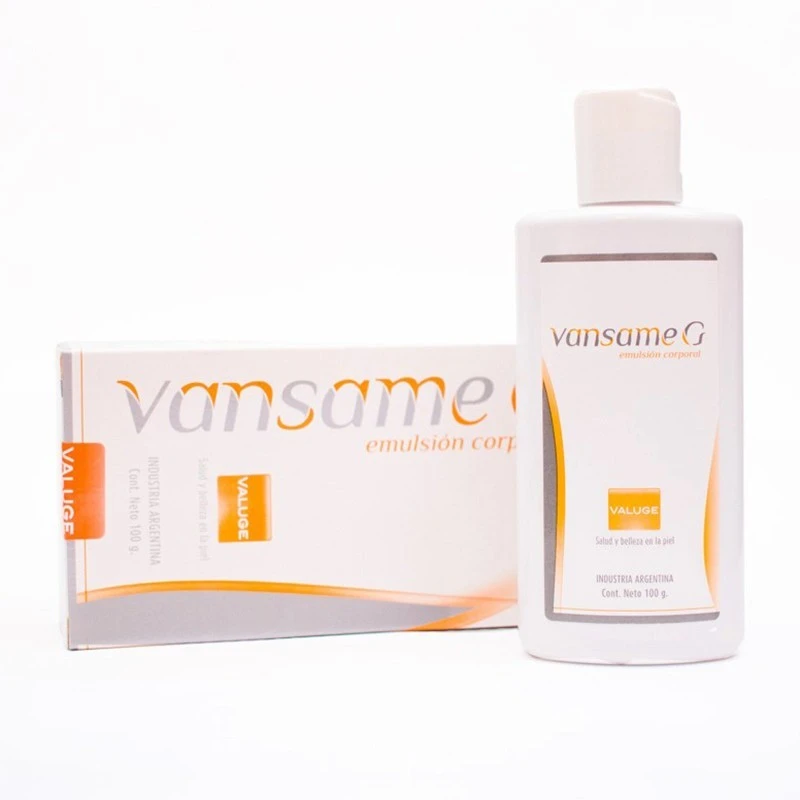 vansame G
emulsión corp
VALUGE
INDUSTRIA ARGENTINA
Cont. Neto 100 g.
Salud y belleza en la piel
VALUGE
vansame G
emulsión corporal
VALUGE
Salud y belleza en la piel
INDUSTRIA ARGENTINA
Cont. Neto 100 g.